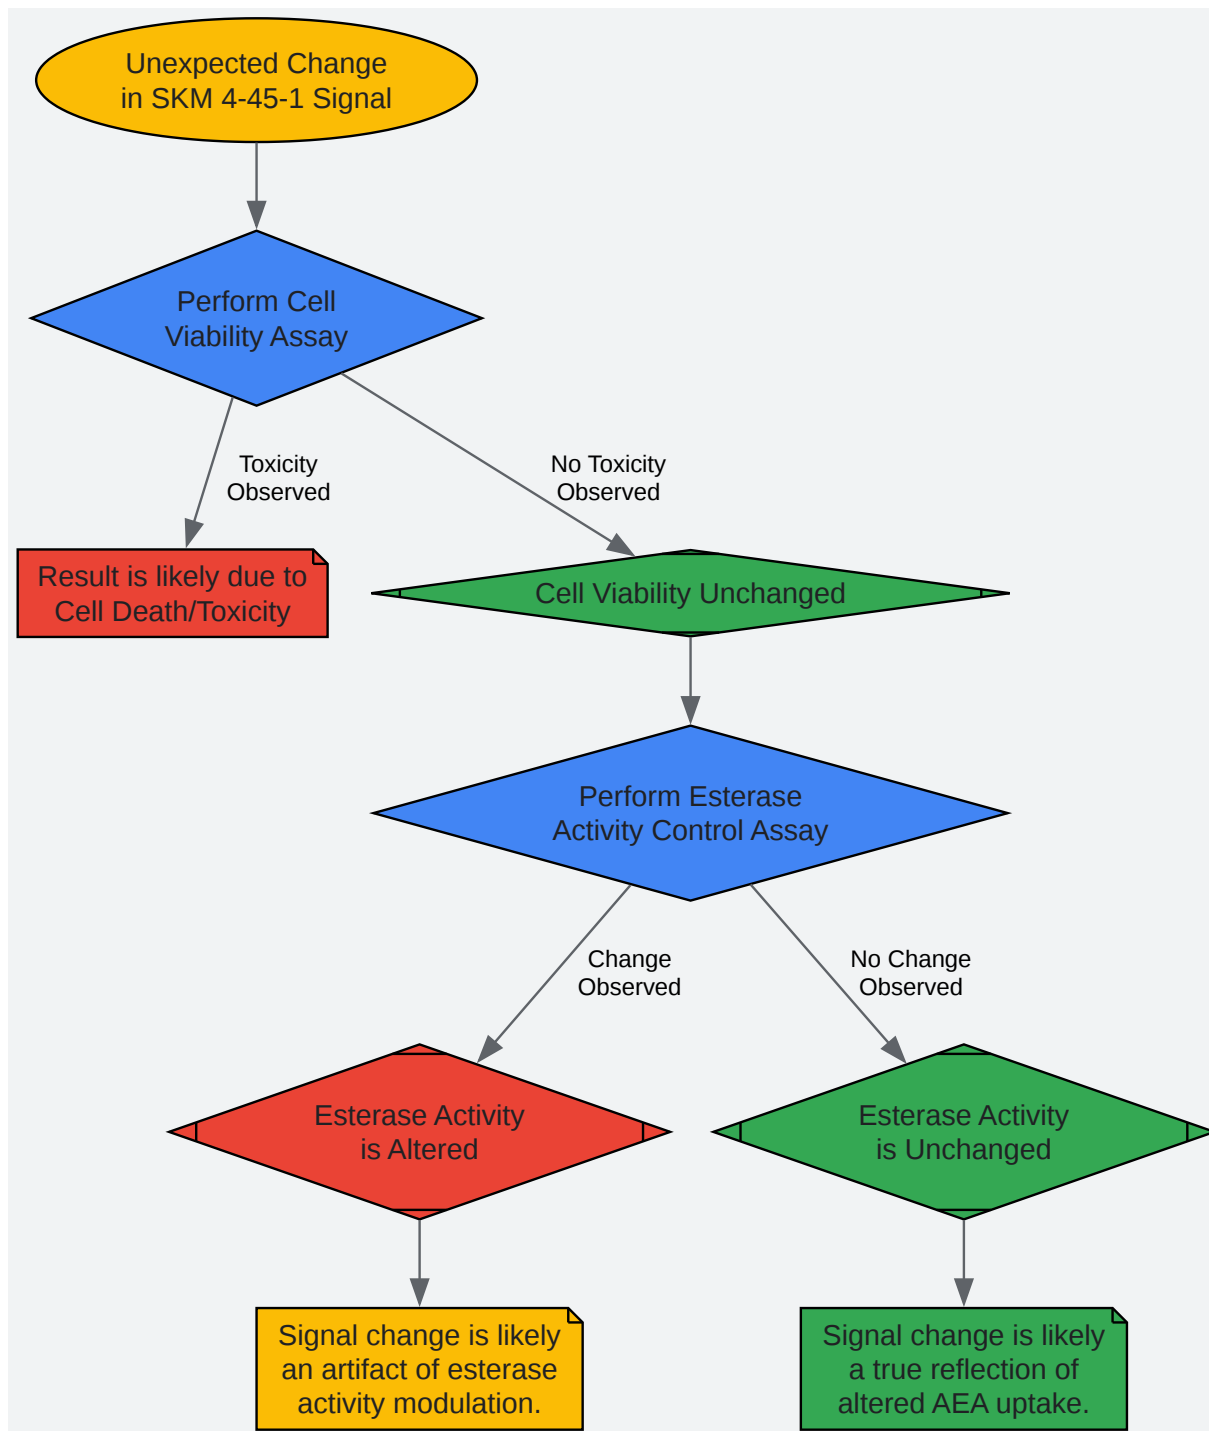 Unexpected Change
in SKM 4-45-1 Signal
Perform Cell
Viability Assay
Toxicity
Observed
No Toxicity
Observed
Result is likely due to
Cell Death/Toxicity
Cell Viability Unchanged
Perform Esterase
Activity Control Assay
Change
Observed
No Change
Observed
Esterase Activity
is Altered
Esterase Activity
is Unchanged
Signal change is likely
an artifact of esterase
activity modulation.
Signal change is likely
a true reflection of
altered AEA uptake.